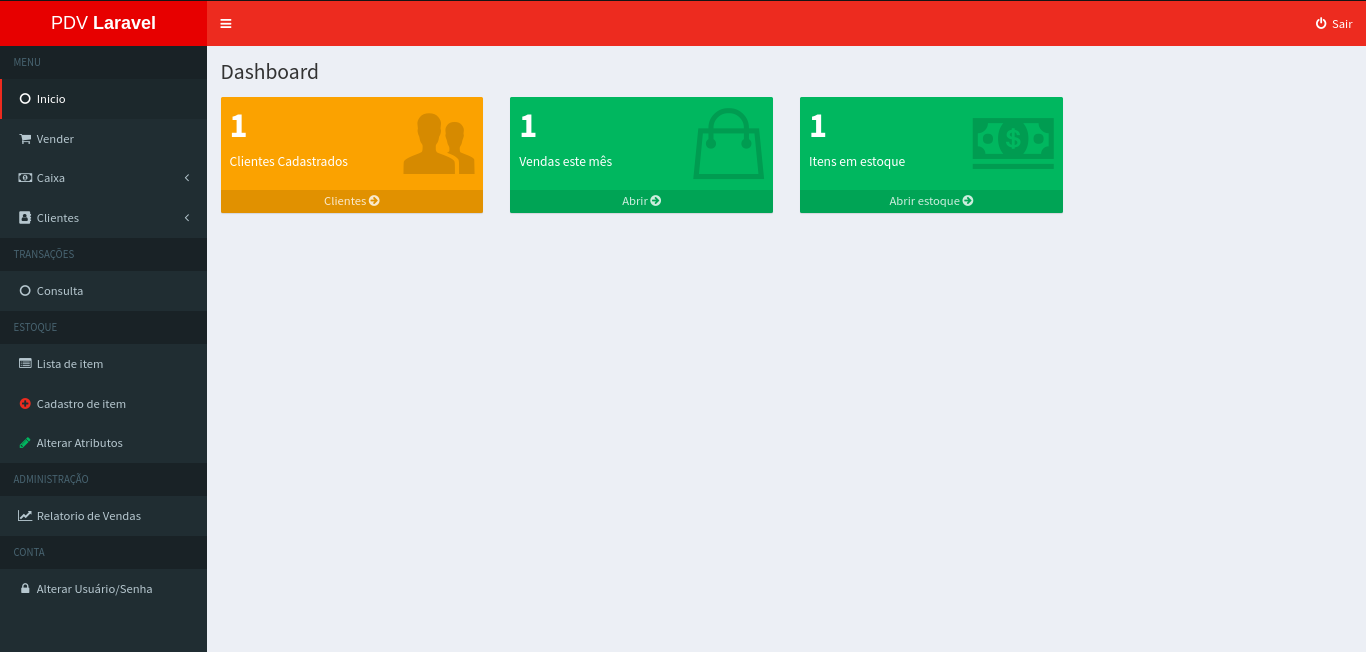 PDV Laravel
Sair
MENU
Inicio
Vender
Caixa
Clientes
TRANSAÇÕES
Consulta
ESTOQUE
Lista de item
Cadastro de item
Alterar Atributos
ADMINISTRAÇÃO
Relatorio de Vendas
CONTA
Alterar Usuário/Senha
Dashboard
1
Clientes Cadastrados
Clientes
1
Vendas este mês
Abrir
1
Itens em estoque
Abrir estoque